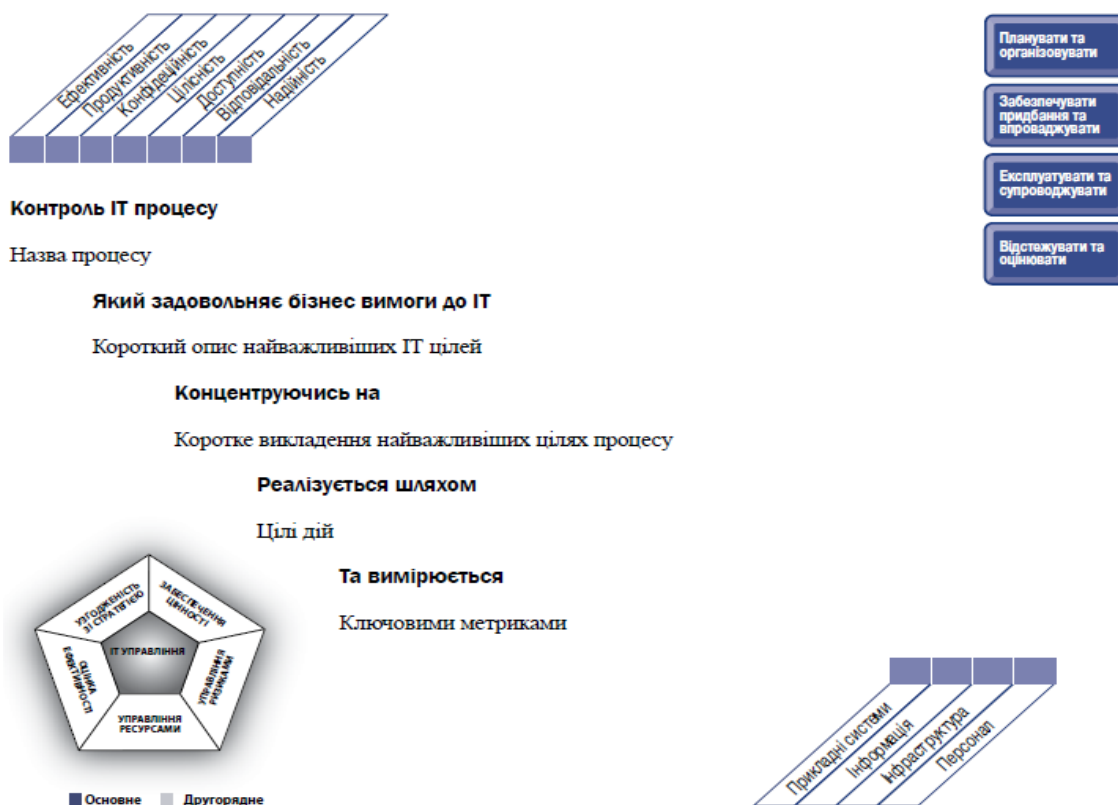 Ефективність
Продуктивність
Конфідеційність
Цілісність
Доступність
Відповідальність
Надійність
Планувати та
організовувати
Забезпечувати
придбання та
впроваджувати
Експлуатувати та
супроводжувати
Відстежувати та
оцінювати
Контроль ІТ процесу
Назва процесу
Який задовольняє бізнес вимоги до ІТ
Короткий опис найважливіших ІТ цілей
Концентруючись на
Коротке викладення найважливіших цілях процесу
Реалізується шляхом
Цілі дій
Та вимірюється
Ключовими метриками
УЗГОДЖЕНІСТЬ
ЗІ СТРАТЕГІЄЮ
ЗАБЕСПЕЧЕННЯ
ЦІННОСТІ
ІТ УПРАВЛІННЯ
ОЦІНКА
ЕФЕКТИВНОСТІ
УПРАВЛІННЯ
РИЗИКАМИ
УПРАВЛІННЯ
РЕСУРСАМИ
Основне
Другорядне
Прикладні системи
Інформація
Інфраструктура
Персонал